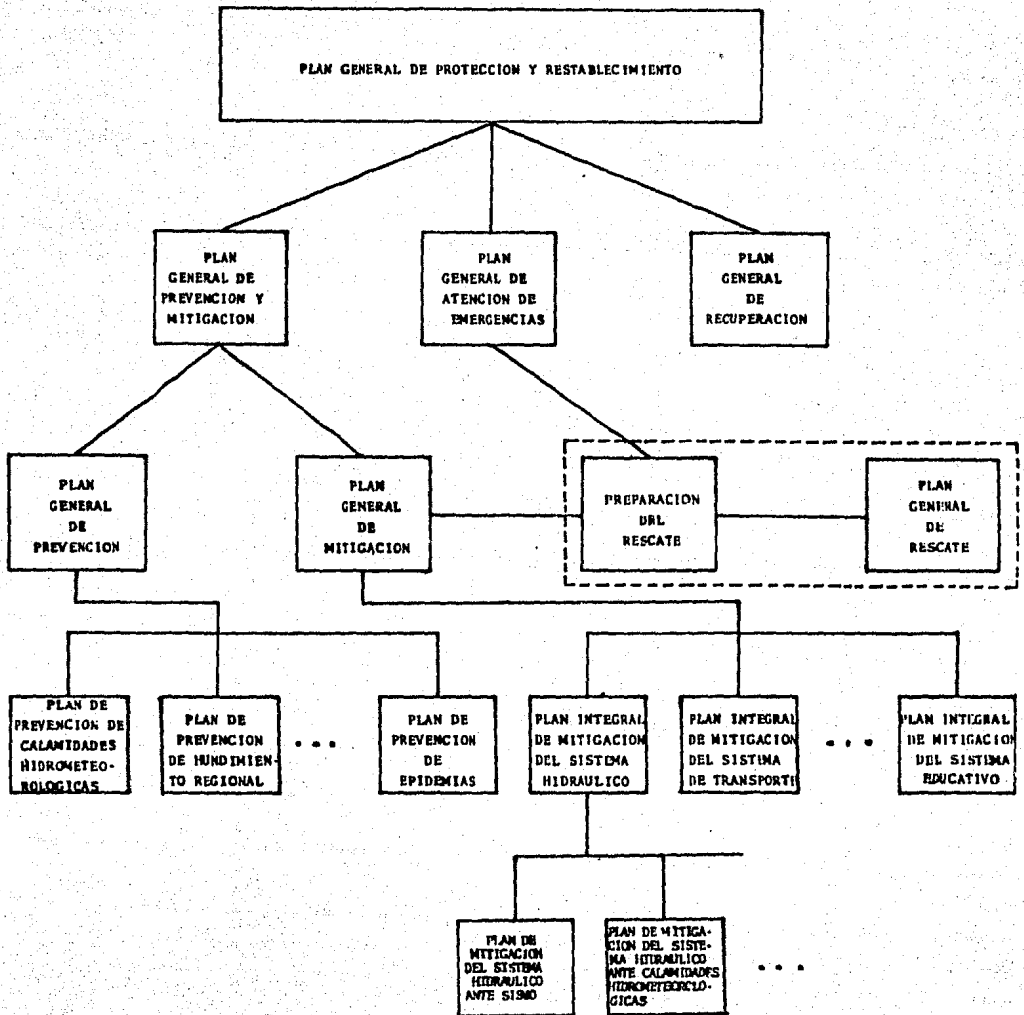 PLAN GENERAL DE PROTECCION Y RESTABLECIMIENTO
PLAN
GENERAL DE
PREVENCION Y
MITIGACION
PLAN
GENERAL DE
ATENCION DE
EMERGENCIAS
PLAN
GENERAL
DE
RECUPERACION
PLAN
GENERAL
DE
PREVENCION
PLAN
GENERAL
DE
MITIGACION
PREPARACION
DEL
RESCATE
PLAN
GENERAL
DE
RESCATE
PLAN DE
PREVENCION DE
CALAMIDADES
HIDROMETEO-
ROLOGICAS
PLAN DE
PREVENCION
DE HUNDIMIEN-
TO REGIONAL
...
PLAN DE
PREVENCION
DE
EPIDEMIAS
PLAN INTEGRAL
DE MITIGACION
DEL SISTEMA
HIDRAULICO
PLAN INTEGRAL
DE MITIGACION
DEL SISTEMA
DE TRANSPORTE
...
PLAN INTEGRAL
DE MITIGACION
DEL SISTEMA
EDUCATIVO
PLAN DE
MITIGACION
DEL SISTEMA
HIDRAULICO
ANTE SISMO
PLAN DE MITIGA-
CION DEL SISTE-
MA HIDRAULICO
ANTE CALAMIDADES
HIDROMETEOROLO-
GICAS
...